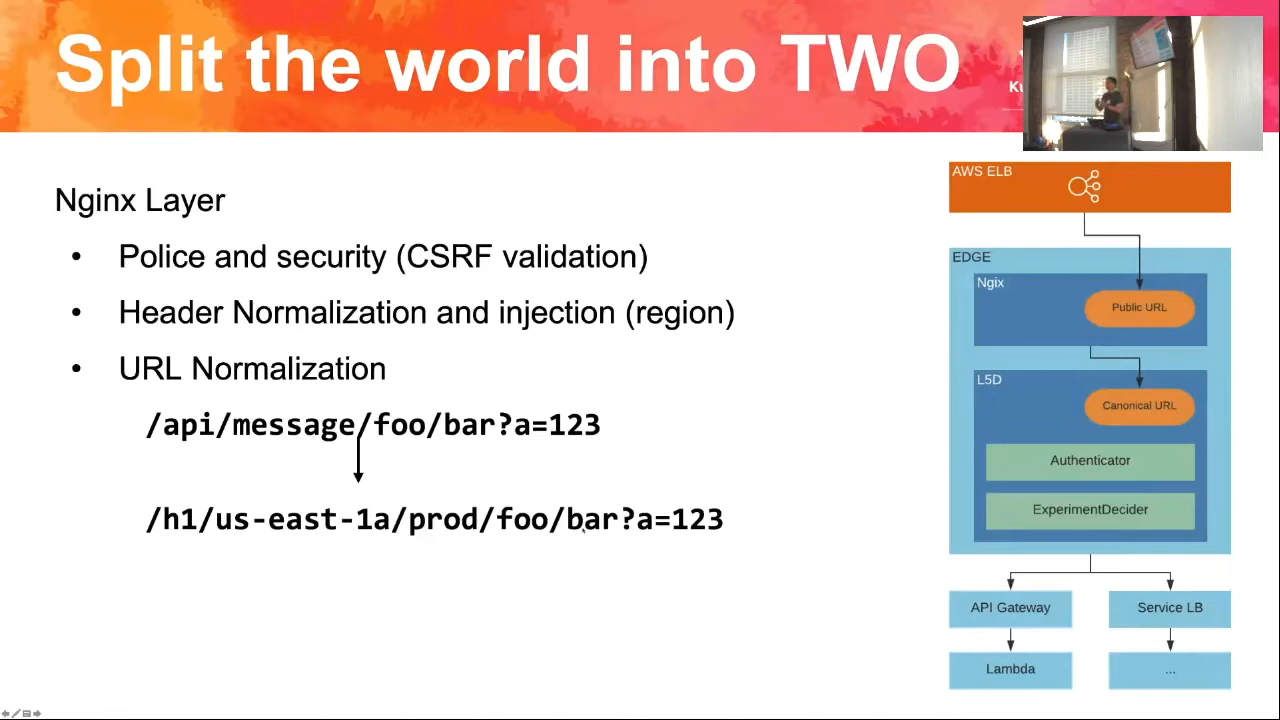 Split the world into TWO
Ku
Nginx Layer
• Police and security (CSRF validation)
• Header Normalization and injection (region)
• URL Normalization
/api/message/foo/bar?a=123
/h1/us-east-1a/prod/foo/bar?a=123
AWS ELB
EDGE
Ngix
Public URL
L5D
Canonical URL
Authenticator
ExperimentDecider
API Gateway
Service LB
Lambda
...